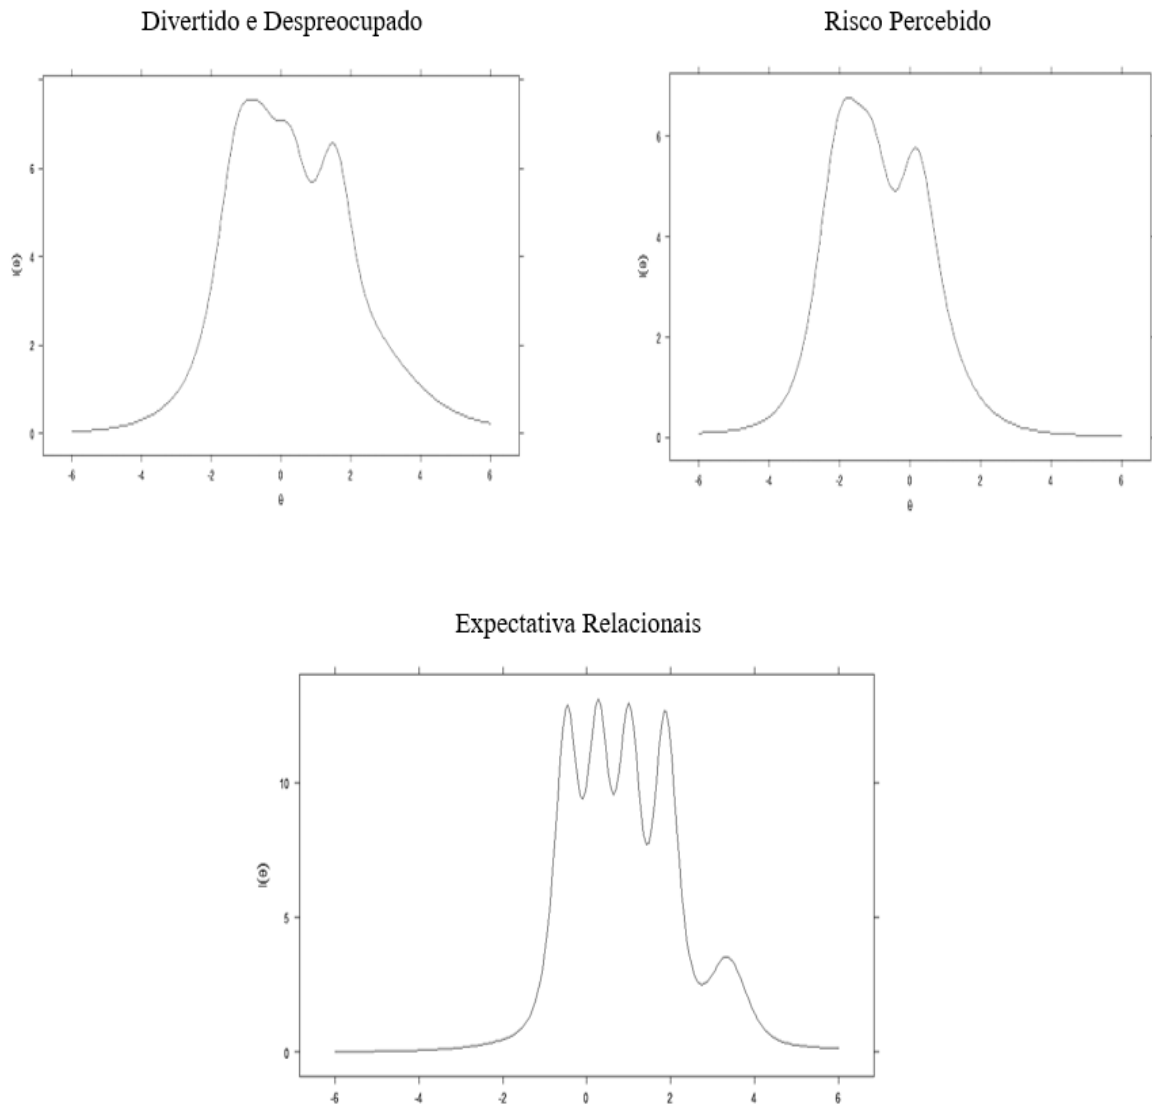 Divertido e Despreocupado
Risco Percebido
6
4
2
0
I(θ)
-6 -4 -2 0 2 4 6
θ
6
4
2
0
I(θ)
-6 -4 -2 0 2 4 6
θ
Expectativa Relacionais
10
5
0
I(θ)
-6 -4 -2 0 2 4 6